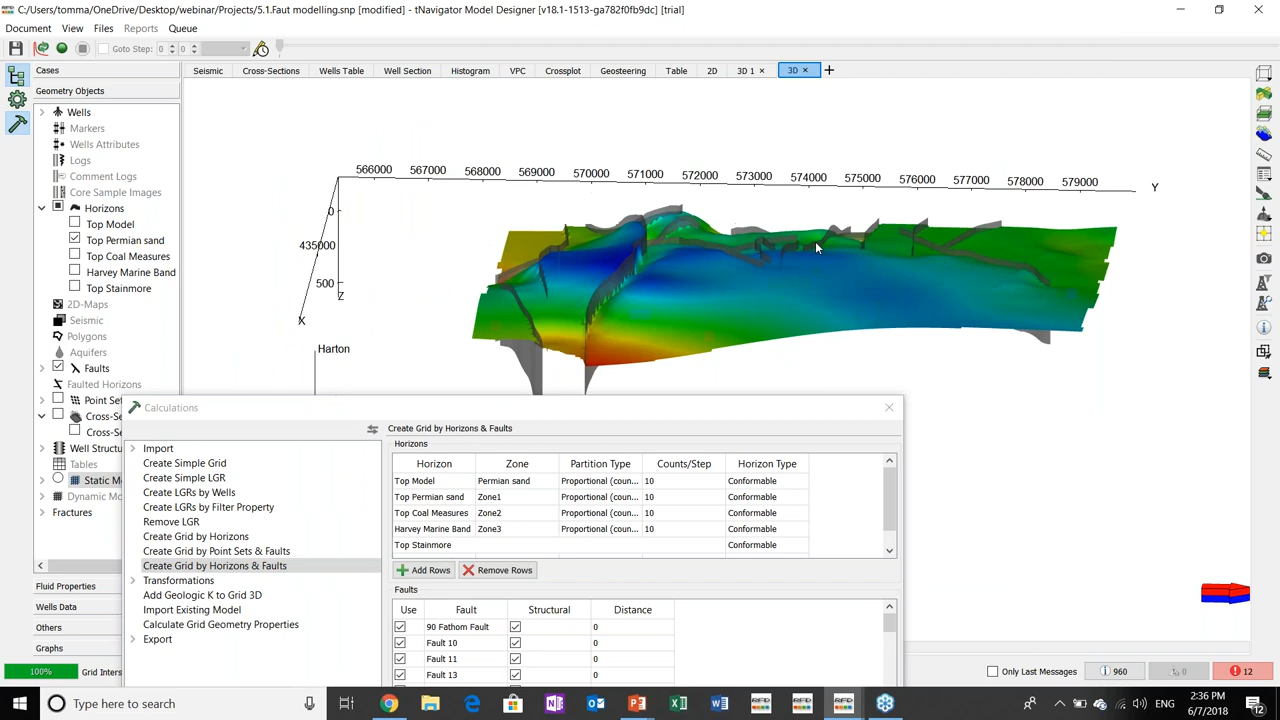 C:/Users/tomma/OneDrive/Desktop/webinar/Projects/5.1.Faut modelling.snp [modified] - tNavigator Model Designer [v18.1-1513-ga782f0fb9dc] [trial]
Document View Files Reports Queue
Goto Step: 0 0
Cases
Seismic Cross-Sections Wells Table Well Section Histogram VPC Crossplot Geosteering Table 2D 3D 1 × 3D × +
Geometry Objects
Wells
Markers
Wells Attributes
Logs
Comment Logs
Core Sample Images
Horizons
Top Model
Top Permian sand
Top Coal Measures
Harvey Marine Band
Top Stainmore
2D-Maps
Seismic
Polygons
Aquifers
Faults
Faulted Horizons
Point Set
Cross-Se
Cross-Se
Well Structu
Tables
Static M
Dynamic Mo
Fractures
Fluid Properties
Wells Data
Others
Graphs
566000 567000 568000 569000 570000 571000 572000 573000 574000 575000 576000 577000 578000 579000
Y
0
435000
500
Z
X
Harton
Calculations
Import
Create Simple Grid
Create Simple LGR
Create LGRs by Wells
Create LGRs by Filter Property
Remove LGR
Create Grid by Horizons
Create Grid by Point Sets & Faults
Create Grid by Horizons & Faults
Transformations
Add Geologic K to Grid 3D
Import Existing Model
Calculate Grid Geometry Properties
Export
Create Grid by Horizons & Faults
Horizons
Horizon Zone Partition Type Counts/Step Horizon Type
Top Model Permian sand Proportional (coun... 10 Conformable
Top Permian sand Zone1 Proportional (coun... 10 Conformable
Top Coal Measures Zone2 Proportional (coun... 10 Conformable
Harvey Marine Band Zone3 Proportional (coun... 10 Conformable
Top Stainmore Conformable
Add Rows Remove Rows
Faults
Use Fault Structural Distance
90 Fathom Fault 0
Fault 10 0
Fault 11 0
Fault 13 0
100% Grid Inters
Only Last Messages 960 0 12
Type here to search
ENG
2:36 PM
6/7/2018